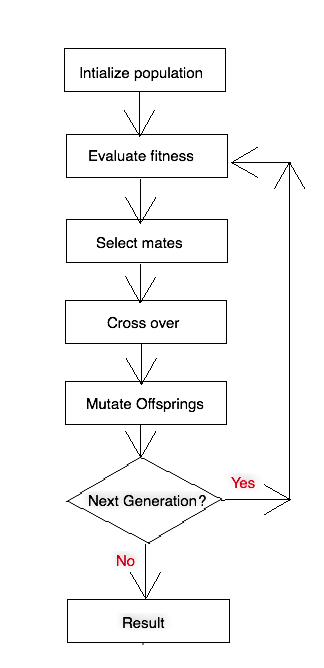 Intialize population
Evaluate fitness
Select mates
Cross over
Mutate Offsprings
Next Generation?
Yes
No
Result